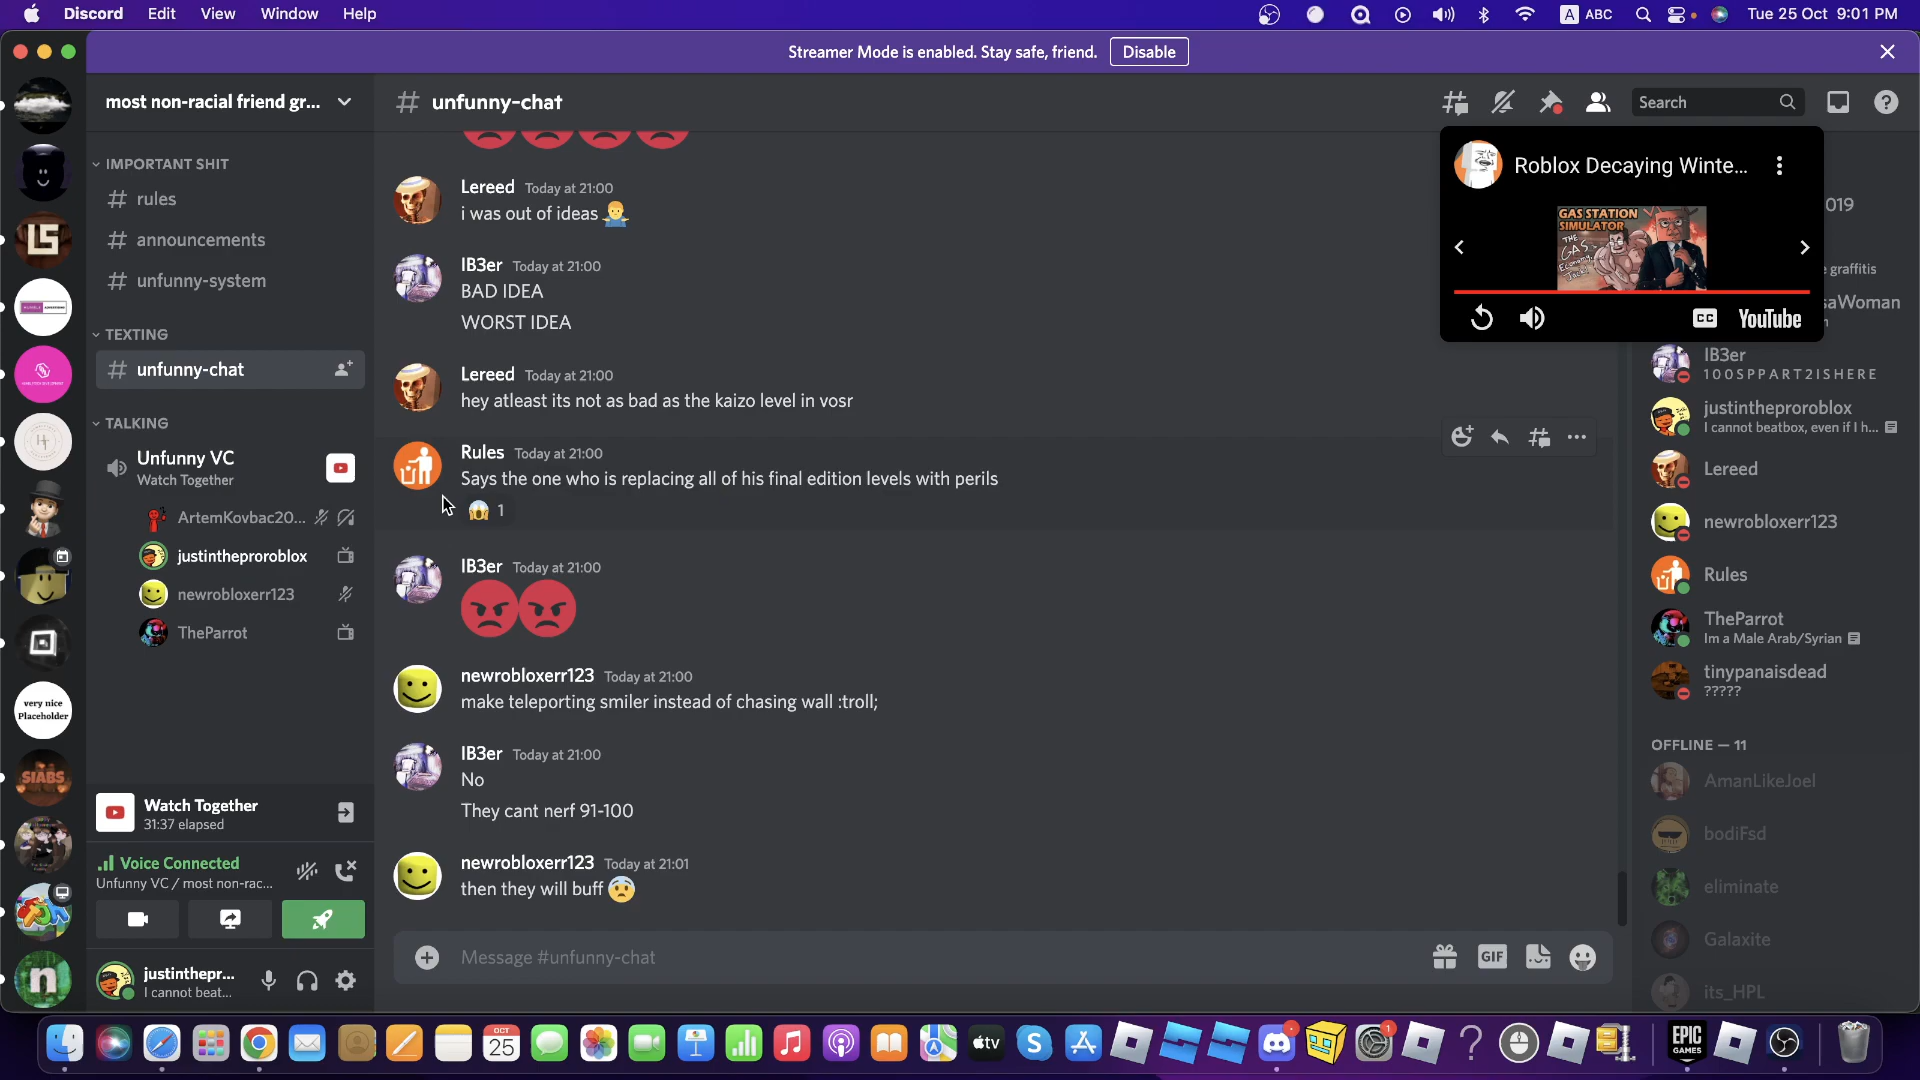 Discord Edit View Window Help
A ABC
Tue 25 Oct 9:01 PM
Streamer Mode is enabled. Stay safe, friend. Disable
most non-racial friend gr...
# unfunny-chat
Search
IMPORTANT SHIT
# rules
# announcements
# unfunny-system
TEXTING
# unfunny-chat
TALKING
Unfunny VC
Watch Together
ArtemKovbac20...
justintheproroblox
newrobloxerr123
TheParrot
Watch Together
31:37 elapsed
Voice Connected
Unfunny VC / most non-rac...
justinthepr...
I cannot beat...
LS
very nice
Placeholder
SIABS
n
Lereed Today at 21:00
i was out of ideas
IB3er Today at 21:00
BAD IDEA
WORST IDEA
Lereed Today at 21:00
hey atleast its not as bad as the kaizo level in vosr
Rules Today at 21:00
Says the one who is replacing all of his final edition levels with perils
1
IB3er Today at 21:00
newrobloxerr123 Today at 21:00
make teleporting smiler instead of chasing wall :troll;
IB3er Today at 21:00
No
They cant nerf 91-100
newrobloxerr123 Today at 21:01
then they will buff
Message #unfunny-chat
GIF
Roblox Decaying Winte...
GAS STATION
SIMULATOR
THE
GAS
Economy,
Jack!
CC YouTube
019
e graffitis
saWoman
IB3er
100SPPART2ISHERE
justintheproroblox
I cannot beatbox, even if I h...
Lereed
newrobloxerr123
Rules
TheParrot
Im a Male Arab/Syrian
tinypanaisdead
?????
OFFLINE — 11
AmanLikeJoel
bodiFsd
eliminate
Galaxite
its_HPL
OCT
25
tv
S
1
EPIC
GAMES